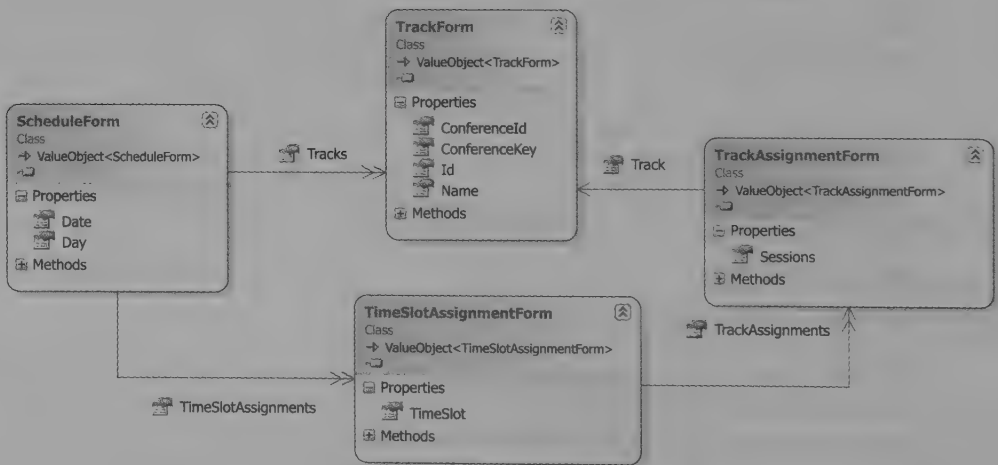 TrackForm
Class
ValueObject<TrackForm>
Properties
ConferenceId
ConferenceKey
Id
Name
Methods
ScheduleForm
Class
ValueObject<ScheduleForm>
Properties
Date
Day
Methods
Tracks
Track
TrackAssignmentForm
Class
ValueObject<TrackAssignmentForm>
Properties
Sessions
Methods
TimeSlotAssignmentForm
Class
ValueObject<TimeSlotAssignmentForm>
Properties
TimeSlot
Methods
TimeSlotAssignments
TrackAssignments